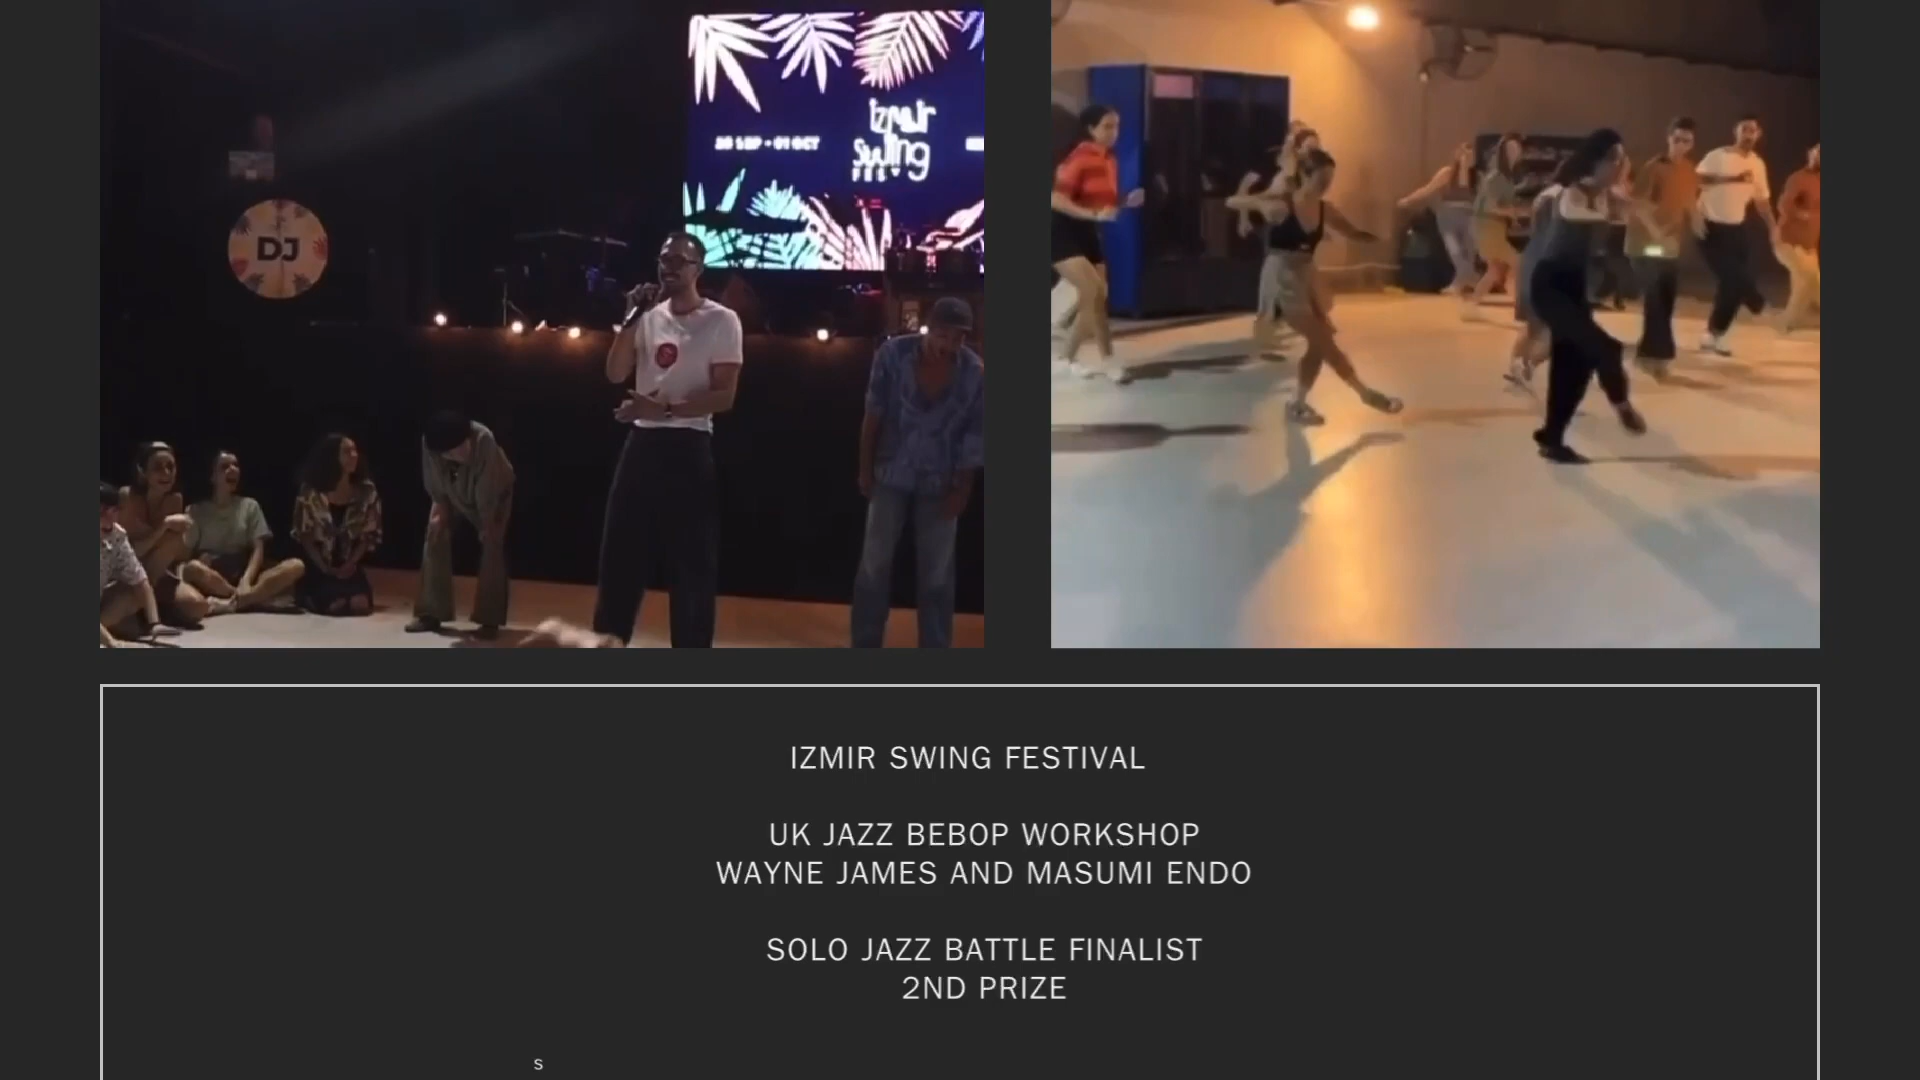 izmir
swing
FEST
DJ
IZMIR SWING FESTIVAL
UK JAZZ BEBOP WORKSHOP
WAYNE JAMES AND MASUMI ENDO
SOLO JAZZ BATTLE FINALIST
2ND PRIZE
s